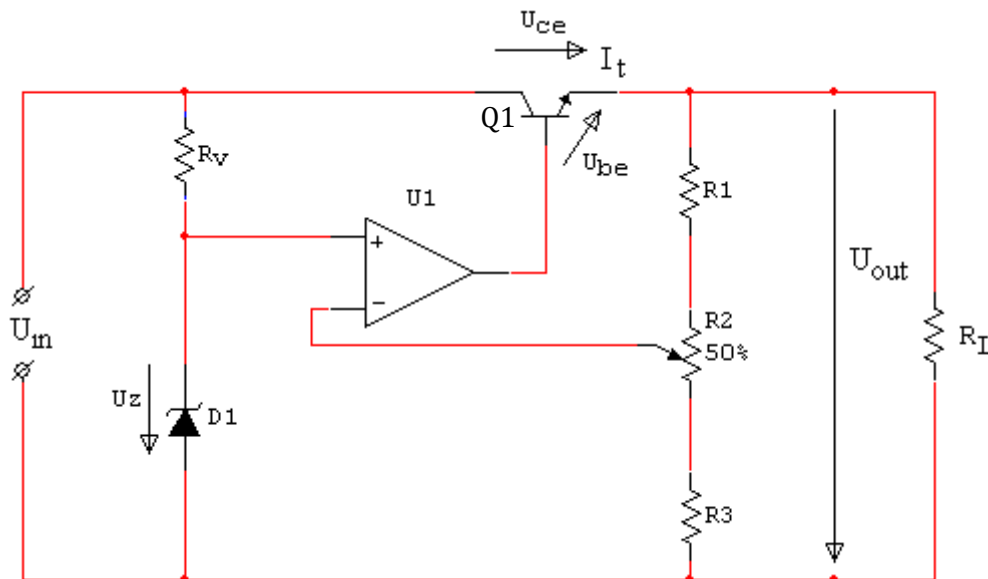 Uce
It
Q1
Ube
Rv
U1
R1
+
−
Uout
Uin
R2
50%
RL
Uz
D1
R3